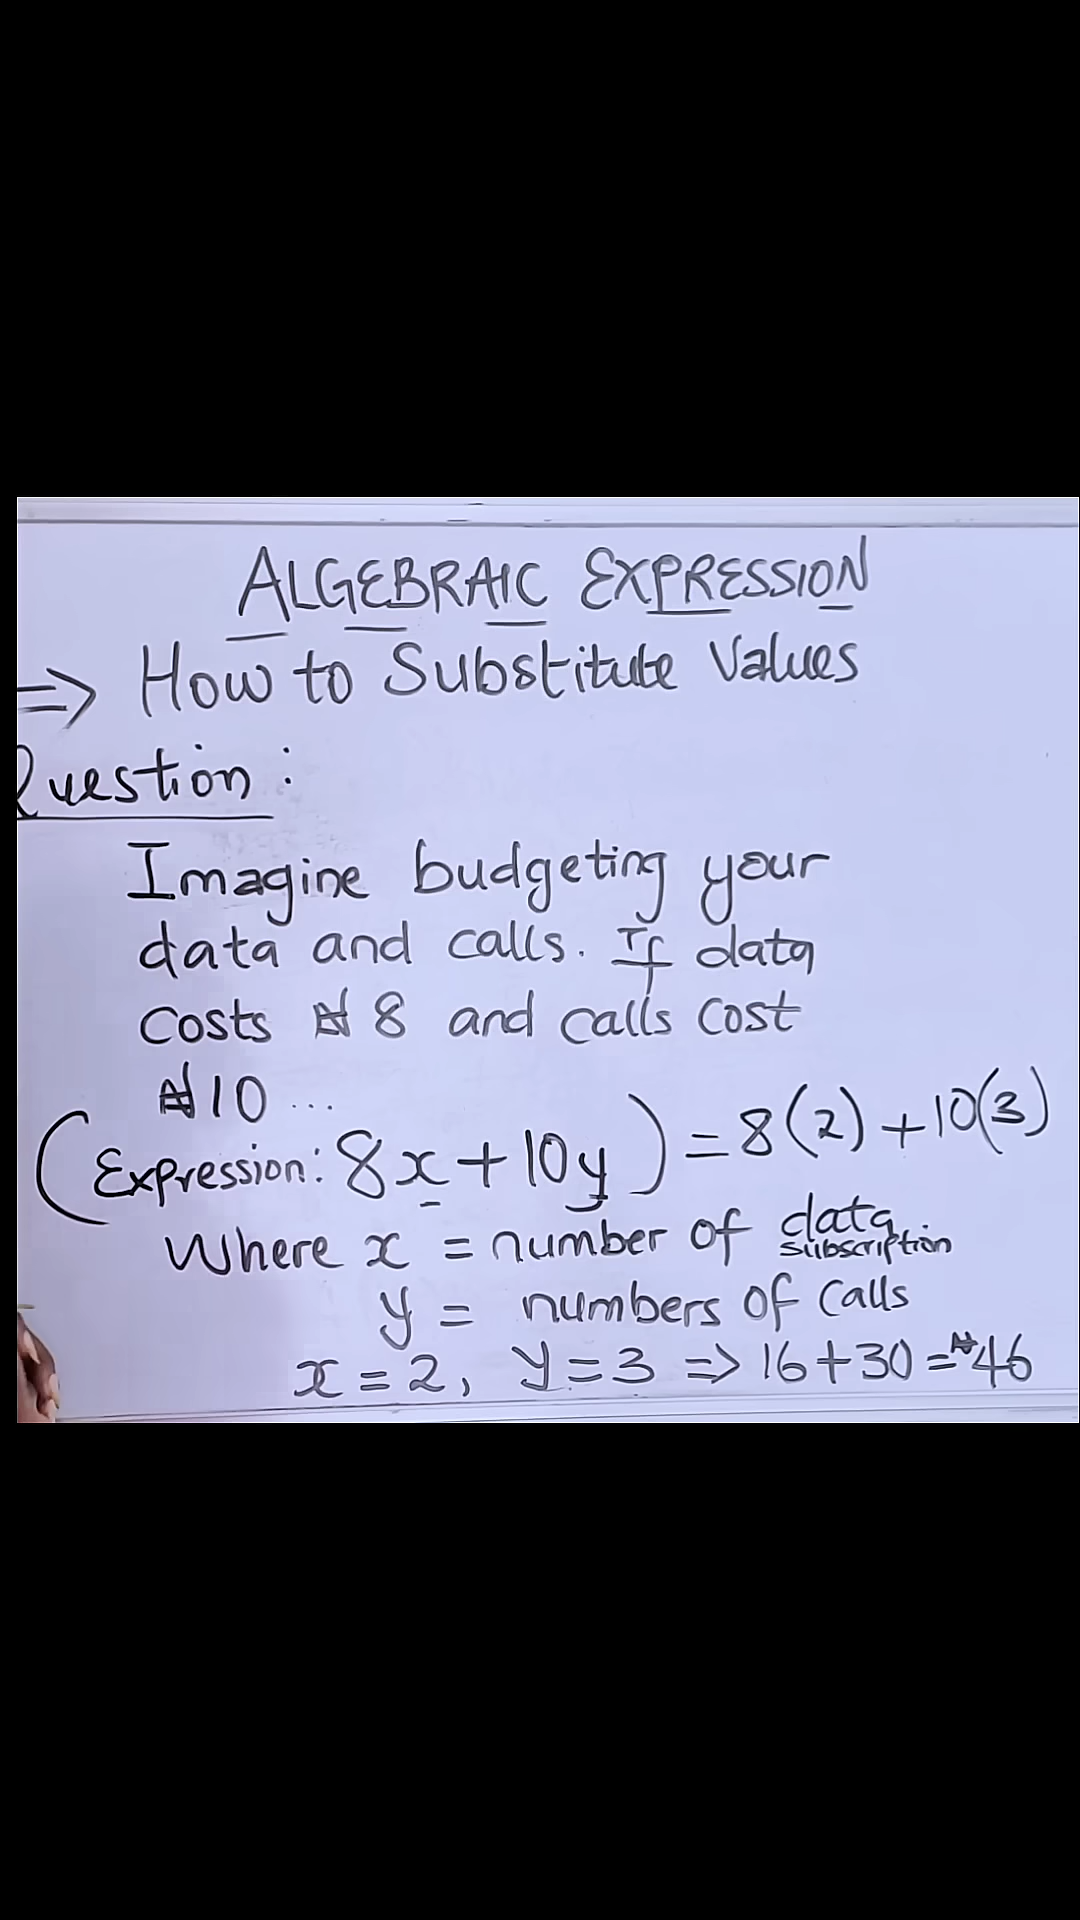 ALGEBRAIC EXPRESSION
=> How to Substitute Values
Question:
Imagine budgeting your
data and calls. If data
costs ₦8 and calls cost
₦10 ...
(Expression: 8x + 10y) = 8(2) + 10(3)
Where x = number of data subscription
y = numbers of calls
x = 2, y = 3 => 16 + 30 = ₦46